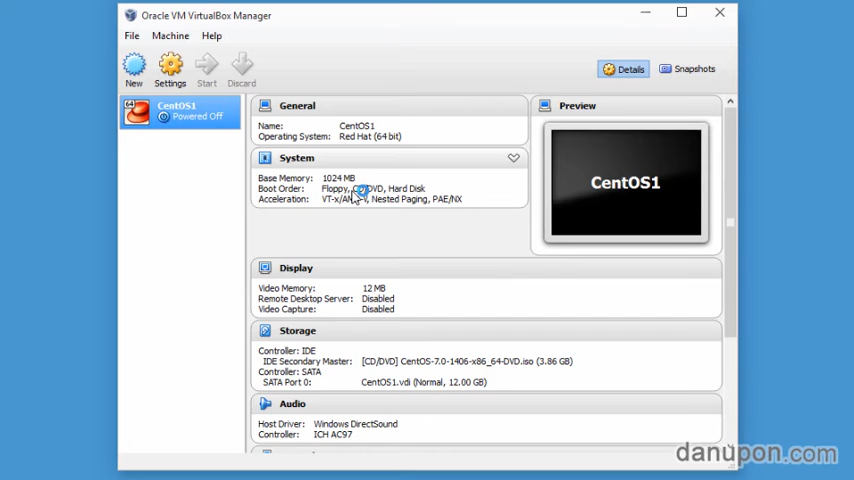 Oracle VM VirtualBox Manager
File Machine Help
New Settings Start Discard
Details Snapshots
64 CentOS1
Powered Off
General
Name: CentOS1
Operating System: Red Hat (64 bit)
System
Base Memory: 1024 MB
Boot Order: Floppy, CD/DVD, Hard Disk
Acceleration: VT-x/AMD-V, Nested Paging, PAE/NX
Preview
CentOS1
Display
Video Memory: 12 MB
Remote Desktop Server: Disabled
Video Capture: Disabled
Storage
Controller: IDE
IDE Secondary Master: [CD/DVD] CentOS-7.0-1406-x86_64-DVD.iso (3.86 GB)
Controller: SATA
SATA Port 0: CentOS1.vdi (Normal, 12.00 GB)
Audio
Host Driver: Windows DirectSound
Controller: ICH AC97
danupon.com